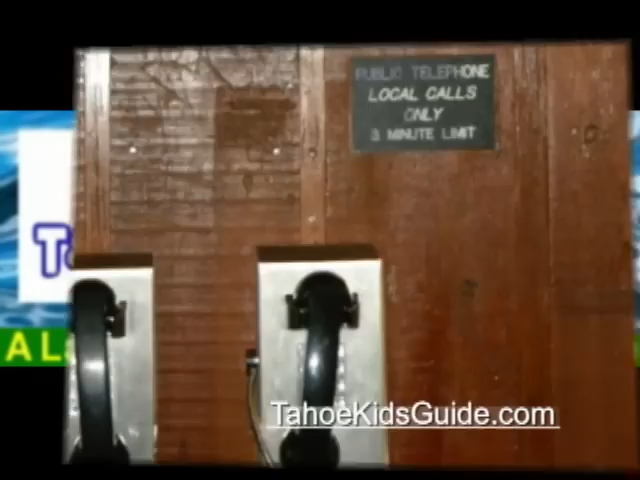 PUBLIC TELEPHONE
LOCAL CALLS
ONLY
3 MINUTE LIMIT
TahoeKidsGuide.com